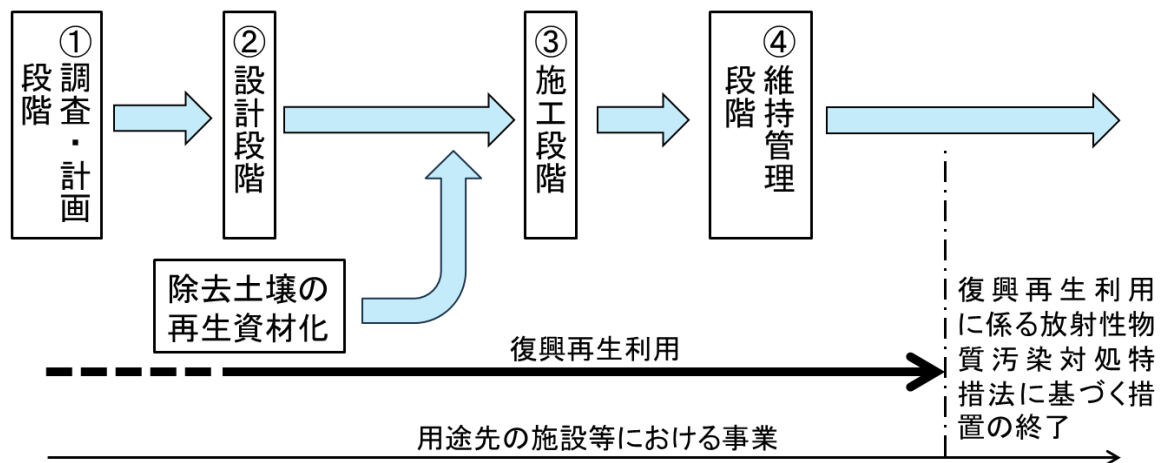 ①調査・計画
段階
②設計段階
③施工段階
④維持管理
段階
除去土壌の
再生資材化
復興再生利用
復興再生利用
に係る放射性物
質汚染対処特
措法に基づく措
置の終了
用途先の施設等における事業